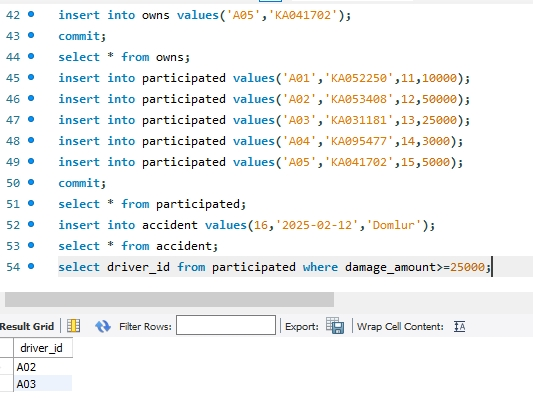 42 insert into owns values('A05','KA041702');
43 commit;
44 select * from owns;
45 insert into participated values('A01','KA052250',11,10000);
46 insert into participated values('A02','KA053408',12,50000);
47 insert into participated values('A03','KA031181',13,25000);
48 insert into participated values('A04','KA095477',14,3000);
49 insert into participated values('A05','KA041702',15,5000);
50 commit;
51 select * from participated;
52 insert into accident values(16,'2025-02-12','Domlur');
53 select * from accident;
54 select driver_id from participated where damage_amount>=25000;
Result Grid Filter Rows: Export: Wrap Cell Content: IA
driver_id
A02
A03